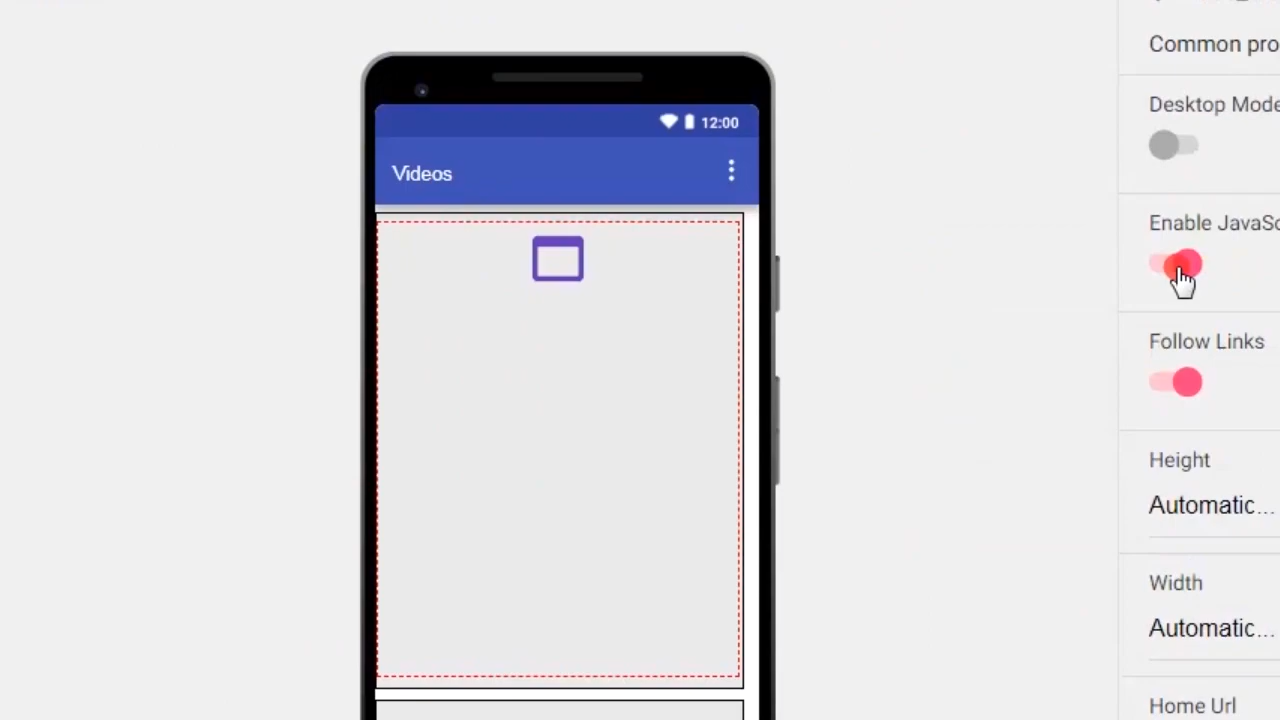 Common pro
Desktop Mode
Enable JavaSc
Follow Links
Height
Automatic...
Width
Automatic...
Home Url
12:00
Videos